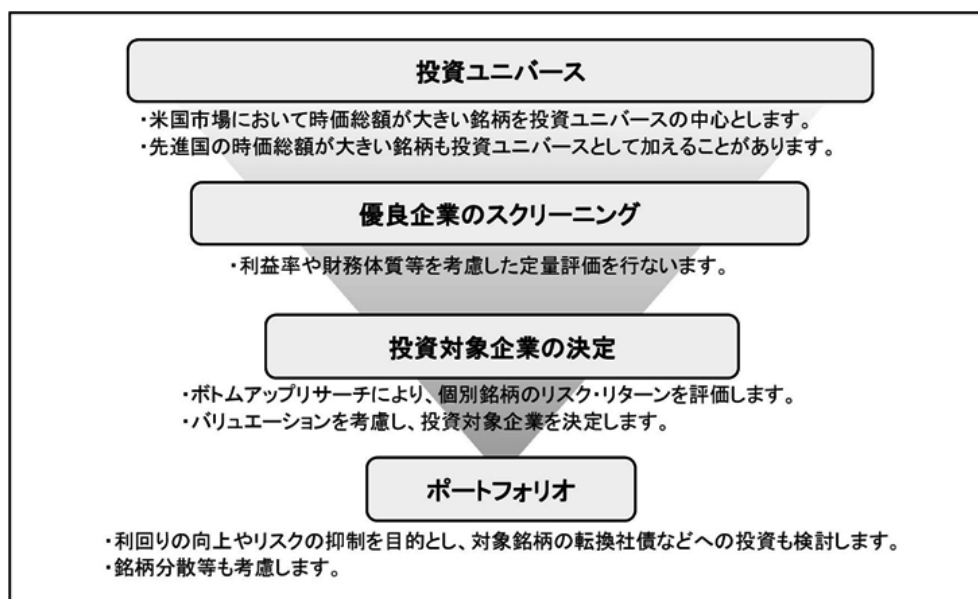 投資ユニバース
・米国市場において時価総額が大きい銘柄を投資ユニバースの中心とします。
・先進国の時価総額が大きい銘柄も投資ユニバースとして加えることがあります。
優良企業のスクリーニング
・利益率や財務体質等を考慮した定量評価を行ないます。
投資対象企業の決定
・ボトムアップリサーチにより、個別銘柄のリスク・リターンを評価します。
・バリュエーションを考慮し、投資対象企業を決定します。
ポートフォリオ
・利回りの向上やリスクの抑制を目的とし、対象銘柄の転換社債などへの投資も検討します。
・銘柄分散等も考慮します。